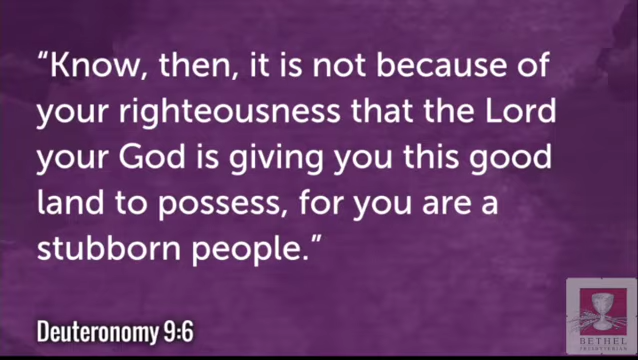 “Know, then, it is not because of
your righteousness that the Lord
your God is giving you this good
land to possess, for you are a
stubborn people.”
Deuteronomy 9:6
BETHEL